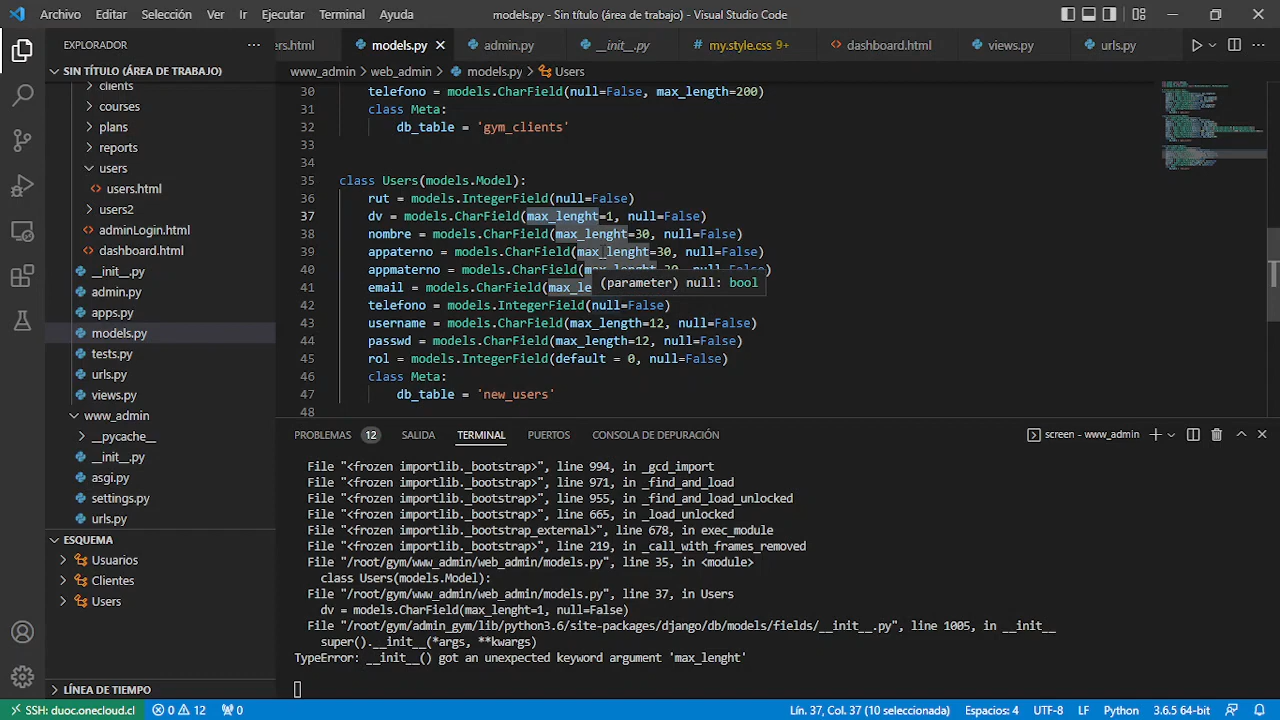 Archivo Editar Selección Ver Ir Ejecutar Terminal Ayuda models.py - Sin título (área de trabajo) - Visual Studio Code
EXPLORADOR
ers.html models.py admin.py __init__.py my.style.css 9+ dashboard.html views.py urls.py
SIN TÍTULO (ÁREA DE TRABAJO)
www_admin > web_admin > models.py > Users
clients
courses
plans
reports
users
users.html
users2
adminLogin.html
dashboard.html
__init__.py
admin.py
apps.py
models.py
tests.py
urls.py
views.py
www_admin
__pycache__
__init__.py
asgi.py
settings.py
urls.py
ESQUEMA
Usuarios
Clientes
Users
LÍNEA DE TIEMPO
30 telefono = models.CharField(null=False, max_length=200)
31 class Meta:
32 db_table = 'gym_clients'
33
34
35 class Users(models.Model):
36 rut = models.IntegerField(null=False)
37 dv = models.CharField(max_lenght=1, null=False)
38 nombre = models.CharField(max_lenght=30, null=False)
39 appaterno = models.CharField(max_lenght=30, null=False)
40 appmaterno = models.CharField(max_lenght=30, null=False)
(parameter) null: bool
41 email = models.CharField(max_le
42 telefono = models.IntegerField(null=False)
43 username = models.CharField(max_length=12, null=False)
44 passwd = models.CharField(max_length=12, null=False)
45 rol = models.IntegerField(default = 0, null=False)
46 class Meta:
47 db_table = 'new_users'
48
PROBLEMAS 12 SALIDA TERMINAL PUERTOS CONSOLA DE DEPURACIÓN screen - www_admin
File "<frozen importlib._bootstrap>", line 994, in _gcd_import
File "<frozen importlib._bootstrap>", line 971, in _find_and_load
File "<frozen importlib._bootstrap>", line 955, in _find_and_load_unlocked
File "<frozen importlib._bootstrap>", line 665, in _load_unlocked
File "<frozen importlib._bootstrap_external>", line 678, in exec_module
File "<frozen importlib._bootstrap>", line 219, in _call_with_frames_removed
File "/root/gym/www_admin/web_admin/models.py", line 35, in <module>
class Users(models.Model):
File "/root/gym/www_admin/web_admin/models.py", line 37, in Users
dv = models.CharField(max_lenght=1, null=False)
File "/root/gym/admin_gym/lib/python3.6/site-packages/django/db/models/fields/__init__.py", line 1005, in __init__
super().__init__(*args, **kwargs)
TypeError: __init__() got an unexpected keyword argument 'max_lenght'
SSH: duoc.onecloud.cl 0 12 0 Lín. 37, Col. 37 (10 seleccionada) Espacios: 4 UTF-8 LF Python 3.6.5 64-bit